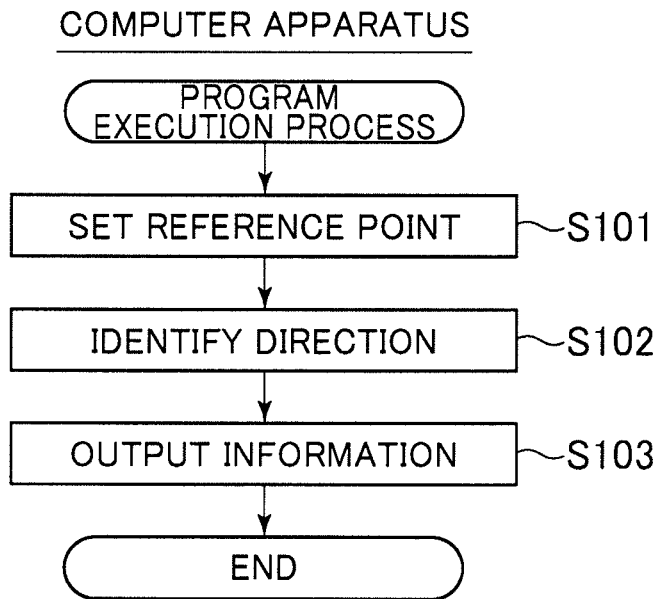 COMPUTER APPARATUS
PROGRAM
EXECUTION PROCESS
SET REFERENCE POINT
S101
IDENTIFY DIRECTION
S102
OUTPUT INFORMATION
S103
END